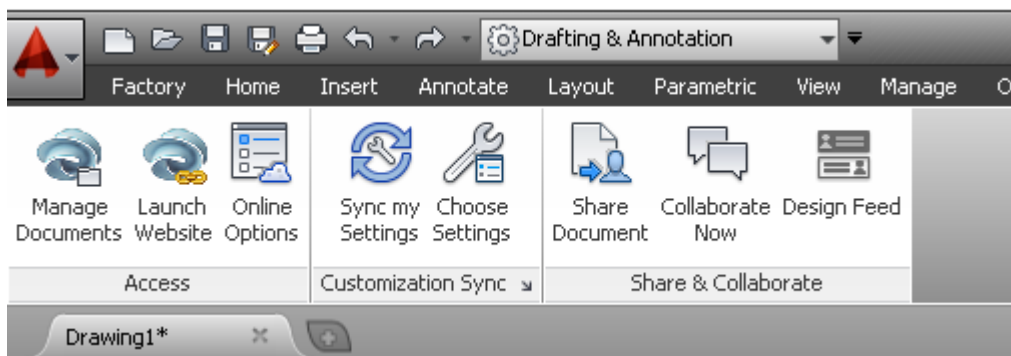 Drafting & Annotation
Factory Home Insert Annotate Layout Parametric View Manage O
Manage Launch Online Sync my Choose Share Collaborate Design Feed
Documents Website Options Settings Settings Document Now
Access Customization Sync Share & Collaborate
Drawing1*